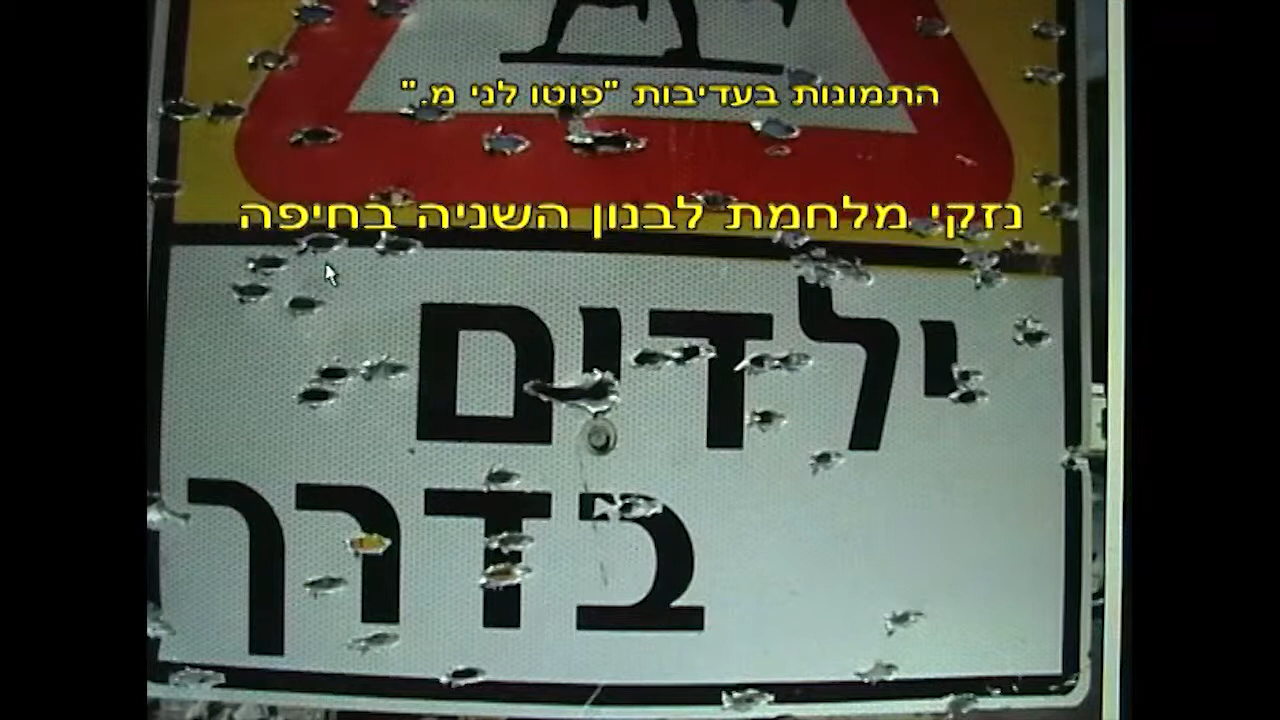 התמונות בעדיבות "פוטו לני מ."
נזקי מלחמת לבנון השניה בחיפה
ילדים
בדרך